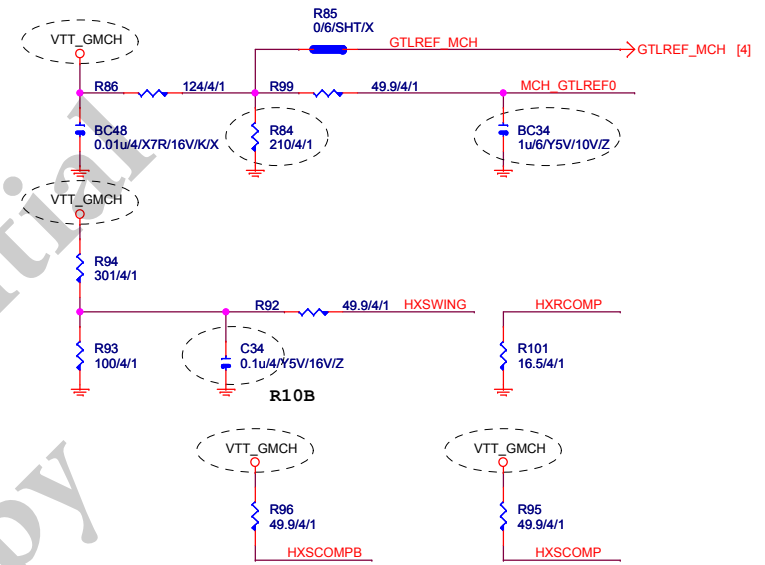 R85
0/6/SHT/X
VTT_GMCH
GTLREF_MCH
GTLREF_MCH [4]
R86 124/4/1 R99 49.9/4/1 MCH_GTLREF0
BC48
0.01u/4/X7R/16V/K/X
R84
210/4/1
BC34
1u/6/Y5V/10V/Z
VTT_GMCH
R94
301/4/1
R92 49.9/4/1 HXSWING
HXRCOMP
R93
100/4/1
C34
0.1u/4/Y5V/16V/Z
R101
16.5/4/1
R10B
VTT_GMCH
VTT_GMCH
R96
49.9/4/1
R95
49.9/4/1
HXSCOMPB
HXSCOMP
tial
by